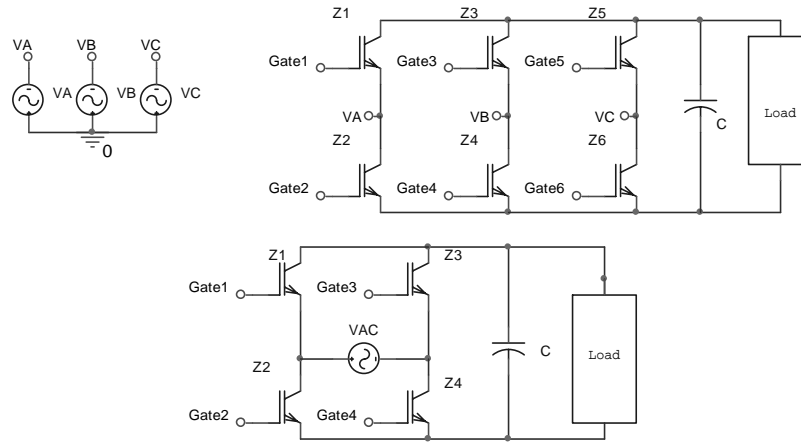 Z1 Z3 Z5
VA VB VC
Gate1 Gate3 Gate5
VA VB VC
VA VB VC
C
Load
0
Z2 Z4 Z6
Gate2 Gate4 Gate6
Z1 Z3
Gate1 Gate3
VAC
C
Load
Z2 Z4
Gate2 Gate4